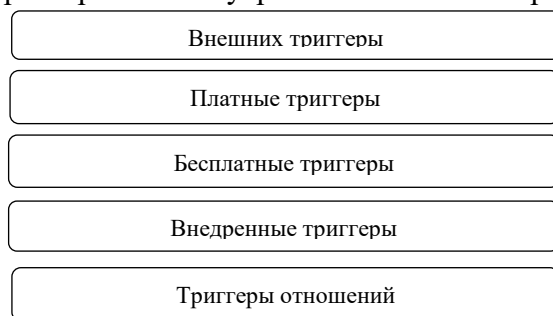 Внешних триггеры
Платные триггеры
Бесплатные триггеры
Внедренные триггеры
Триггеры отношений